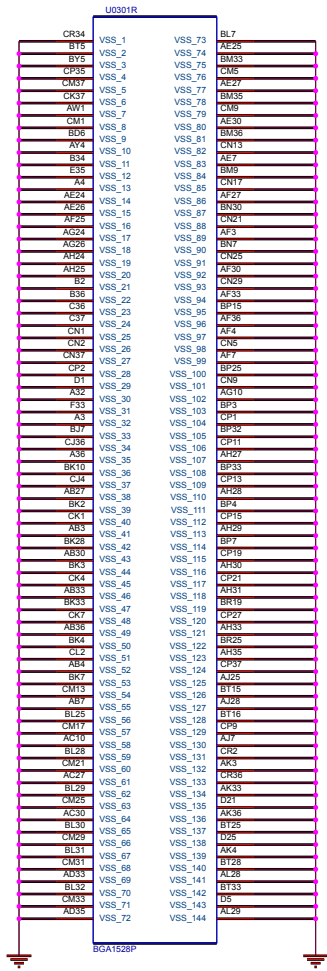 U0301R
CR34 VSS_1 VSS_73 BL7
BT5 VSS_2 VSS_74 AE25
BY5 VSS_3 VSS_75 BM33
CP35 VSS_4 VSS_76 CM5
CM37 VSS_5 VSS_77 AE27
CK37 VSS_6 VSS_78 BM35
AW1 VSS_7 VSS_79 CM9
CM1 VSS_8 VSS_80 AE30
BD6 VSS_9 VSS_81 BM36
AY4 VSS_10 VSS_82 CN13
B34 VSS_11 VSS_83 AE7
E35 VSS_12 VSS_84 BM9
A4 VSS_13 VSS_85 CN17
AE24 VSS_14 VSS_86 AF27
AE26 VSS_15 VSS_87 BN30
AF25 VSS_16 VSS_88 CN21
AG24 VSS_17 VSS_89 AF3
AG26 VSS_18 VSS_90 BN7
AH24 VSS_19 VSS_91 CN25
AH25 VSS_20 VSS_92 AF30
B2 VSS_21 VSS_93 CN29
B36 VSS_22 VSS_94 AF33
C36 VSS_23 VSS_95 BP15
C37 VSS_24 VSS_96 AF36
CN1 VSS_25 VSS_97 AF4
CN2 VSS_26 VSS_98 CN5
CN37 VSS_27 VSS_99 AF7
CP2 VSS_28 VSS_100 BP25
D1 VSS_29 VSS_101 CN9
A32 VSS_30 VSS_102 AG10
F33 VSS_31 VSS_103 BP3
A3 VSS_32 VSS_104 CP1
BJ7 VSS_33 VSS_105 BP32
CJ36 VSS_34 VSS_106 CP11
A36 VSS_35 VSS_107 AH27
BK10 VSS_36 VSS_108 BP33
CJ4 VSS_37 VSS_109 CP13
AB27 VSS_38 VSS_110 AH28
BK2 VSS_39 VSS_111 BP4
CK1 VSS_40 VSS_112 CP15
AB3 VSS_41 VSS_113 AH29
BK28 VSS_42 VSS_114 BP7
AB30 VSS_43 VSS_115 CP19
BK3 VSS_44 VSS_116 AH30
CK4 VSS_45 VSS_117 CP21
AB33 VSS_46 VSS_118 AH31
BK33 VSS_47 VSS_119 BR19
CK7 VSS_48 VSS_120 CP27
AB36 VSS_49 VSS_121 AH33
BK4 VSS_50 VSS_122 BR25
CL2 VSS_51 VSS_123 AH35
AB4 VSS_52 VSS_124 CP37
BK7 VSS_53 VSS_125 AJ25
CM13 VSS_54 VSS_126 BT15
AB7 VSS_55 VSS_127 AJ28
BL25 VSS_56 VSS_128 BT16
CM17 VSS_57 VSS_129 CP9
AC10 VSS_58 VSS_130 AJ7
BL28 VSS_59 VSS_131 CR2
CM21 VSS_60 VSS_132 AK3
AC27 VSS_61 VSS_133 CR36
BL29 VSS_62 VSS_134 AK33
CM25 VSS_63 VSS_135 D21
AC30 VSS_64 VSS_136 AK36
BL30 VSS_65 VSS_137 BT25
CM29 VSS_66 VSS_138 D25
BL31 VSS_67 VSS_139 AK4
CM31 VSS_68 VSS_140 BT28
AD33 VSS_69 VSS_141 AL28
BL32 VSS_70 VSS_142 BT33
CM33 VSS_71 VSS_143 D5
AD35 VSS_72 VSS_144 AL29
BGA1528P